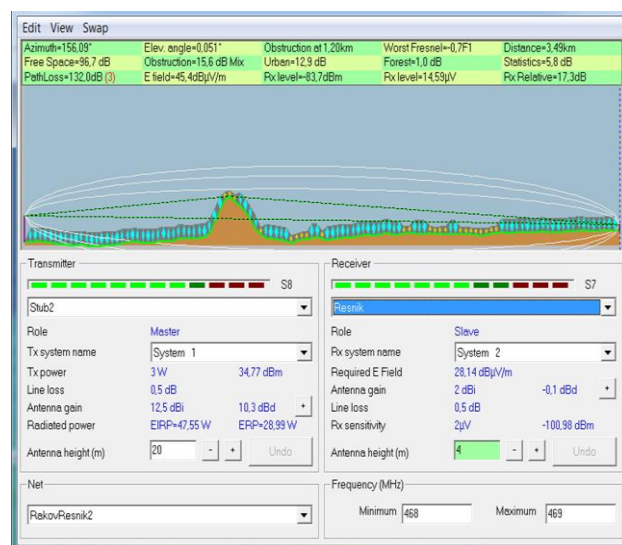 Edit View Swap
Azimuth=156,09° Elev. angle=0,051° Obstruction at 1,20km Worst Fresnel=-0,7F1 Distance=3,49km
Free Space=96,7 dB Obstruction=15,6 dB Mix Urban=12,9 dB Forest=1,0 dB Statistics=5,8 dB
PathLoss=132,0dB (3) E field=45,4dBμV/m Rx level=-83,7dBm Rx level=14,59μV Rx Relative=17,3dB
Transmitter Receiver
S8 S7
Stub2 Resnik
Role Master Role Slave
Tx system name System 1 Rx system name System 2
Tx power 3 W 34,77 dBm Required E Field 28,14 dBμV/m
Line loss 0,5 dB Antenna gain 2 dBi -0,1 dBd +
Antenna gain 12,5 dBi 10,3 dBd + Line loss 0,5 dB
Radiated power EIRP=47,55 W ERP=28,99 W Rx sensitivity 2μV -100,98 dBm
Antenna height (m) 20 - + Undo Antenna height (m) 4 - + Undo
Net Frequency (MHz)
RakovResnik2 Minimum 468 Maximum 469